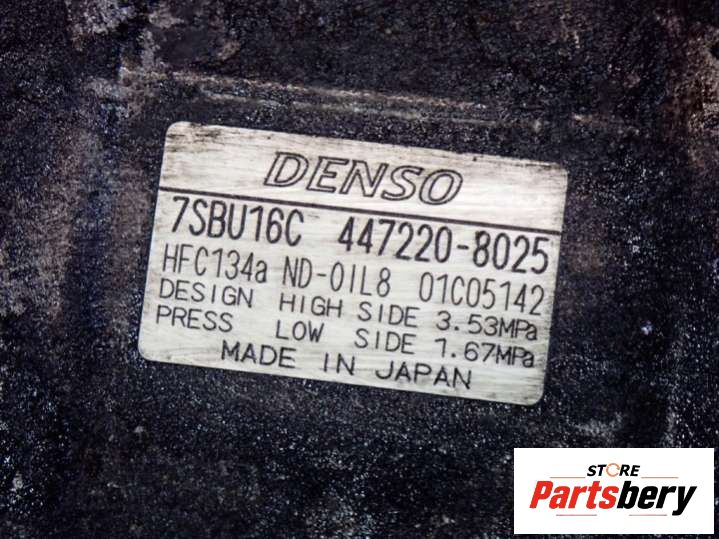 DENSO
7SBU16C 447220-8025
HFC134a ND-OIL8 01C05142
DESIGN HIGH SIDE 3.53MPa
PRESS LOW SIDE 1.67MPa
MADE IN JAPAN
STORE
Partsbery